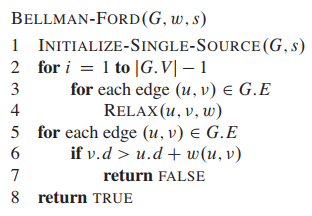 BELLMAN-FORD(G, w, s)
1 INITIALIZE-SINGLE-SOURCE(G, s)
2 for i = 1 to |G.V| − 1
3 for each edge (u, v) ∈ G.E
4 RELAX(u, v, w)
5 for each edge (u, v) ∈ G.E
6 if v.d > u.d + w(u, v)
7 return FALSE
8 return TRUE